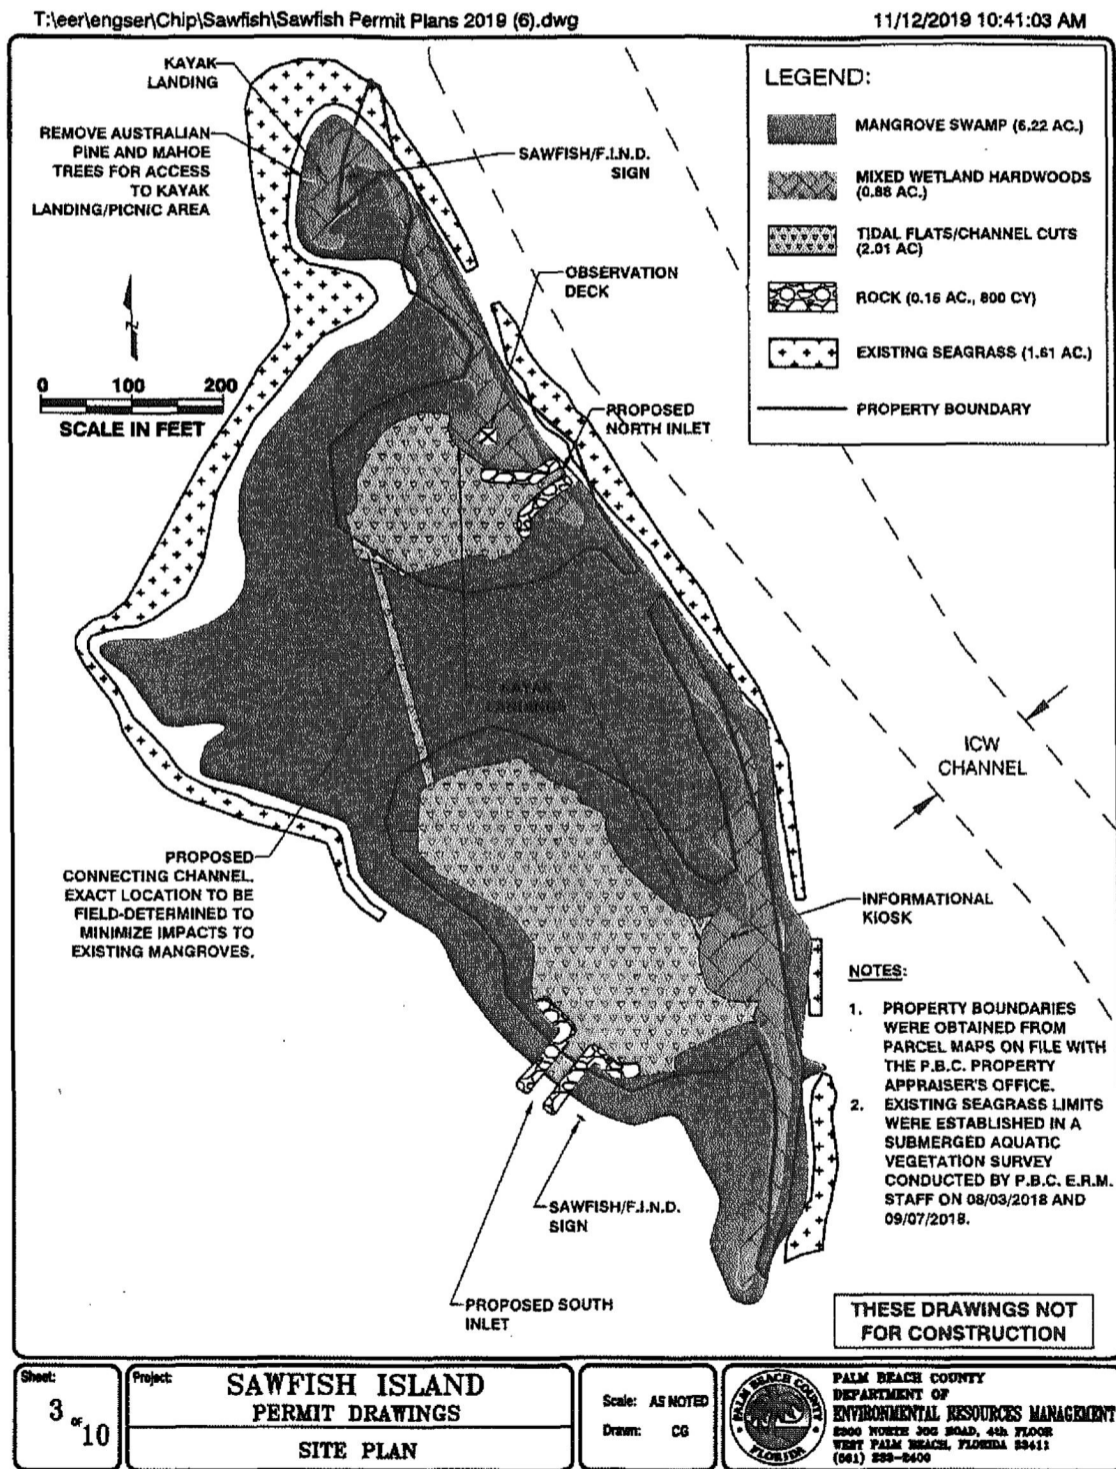 T:\eer\engser\Chip\Sawfish\Sawfish Permit Plans 2019 (6).dwg
11/12/2019 10:41:03 AM
KAYAK
LANDING
REMOVE AUSTRALIAN
PINE AND MAHOE
TREES FOR ACCESS
TO KAYAK
LANDING/PICNIC AREA
SAWFISH/F.I.N.D.
SIGN
OBSERVATION
DECK
PROPOSED
NORTH INLET
N
0 100 200
SCALE IN FEET
LEGEND:
MANGROVE SWAMP (6.22 AC.)
MIXED WETLAND HARDWOODS
(0.88 AC.)
TIDAL FLATS/CHANNEL CUTS
(2.01 AC)
ROCK (0.15 AC., 800 CY)
EXISTING SEAGRASS (1.61 AC.)
PROPERTY BOUNDARY
KAYAK
LANDINGS
ICW
CHANNEL
PROPOSED
CONNECTING CHANNEL.
EXACT LOCATION TO BE
FIELD-DETERMINED TO
MINIMIZE IMPACTS TO
EXISTING MANGROVES.
INFORMATIONAL
KIOSK
NOTES:
1. PROPERTY BOUNDARIES
WERE OBTAINED FROM
PARCEL MAPS ON FILE WITH
THE P.B.C. PROPERTY
APPRAISER'S OFFICE.
2. EXISTING SEAGRASS LIMITS
WERE ESTABLISHED IN A
SUBMERGED AQUATIC
VEGETATION SURVEY
CONDUCTED BY P.B.C. E.R.M.
STAFF ON 08/03/2018 AND
09/07/2018.
SAWFISH/F.I.N.D.
SIGN
PROPOSED SOUTH
INLET
THESE DRAWINGS NOT
FOR CONSTRUCTION
Sheet:
3 OF 10
Project:
SAWFISH ISLAND
PERMIT DRAWINGS
SITE PLAN
Scale: AS NOTED
Drawn: CG
PALM BEACH COUNTY
FLORIDA
PALM BEACH COUNTY
DEPARTMENT OF
ENVIRONMENTAL RESOURCES MANAGEMENT
2300 NORTH JOG ROAD, 4th FLOOR
WEST PALM BEACH, FLORIDA 33411
(561) 233-2400